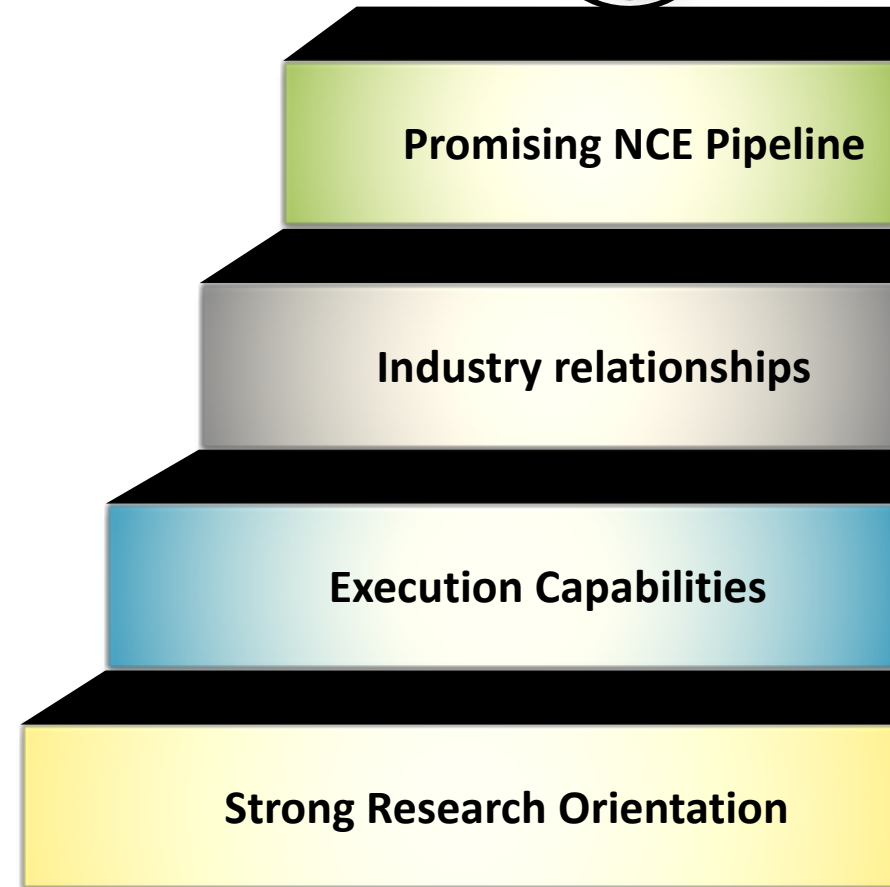 Promising NCE Pipeline
Industry relationships
Execution Capabilities
Strong Research Orientation